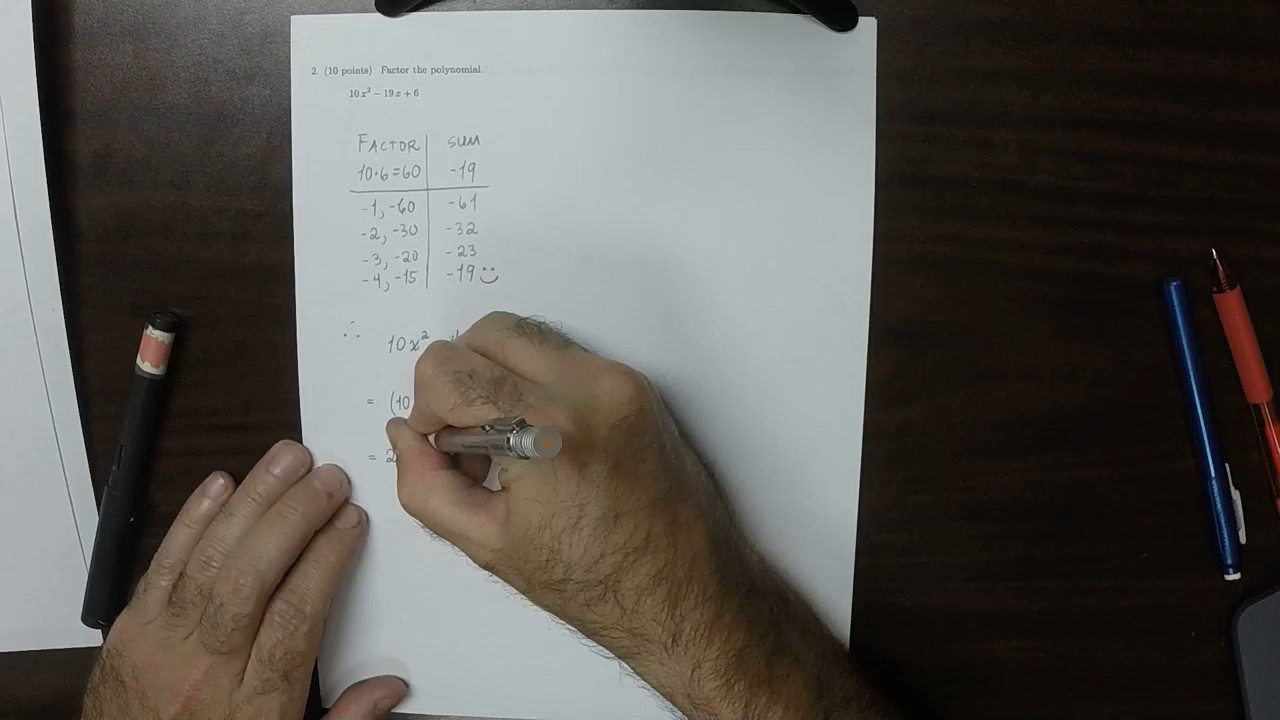 2. (10 points) Factor the polynomial.
10x² − 19x + 6
FACTOR SUM
10·6=60 -19
-1, -60 -61
-2, -30 -32
-3, -20 -23
-4, -15 -19
∴ 10x²
= (10
= 2